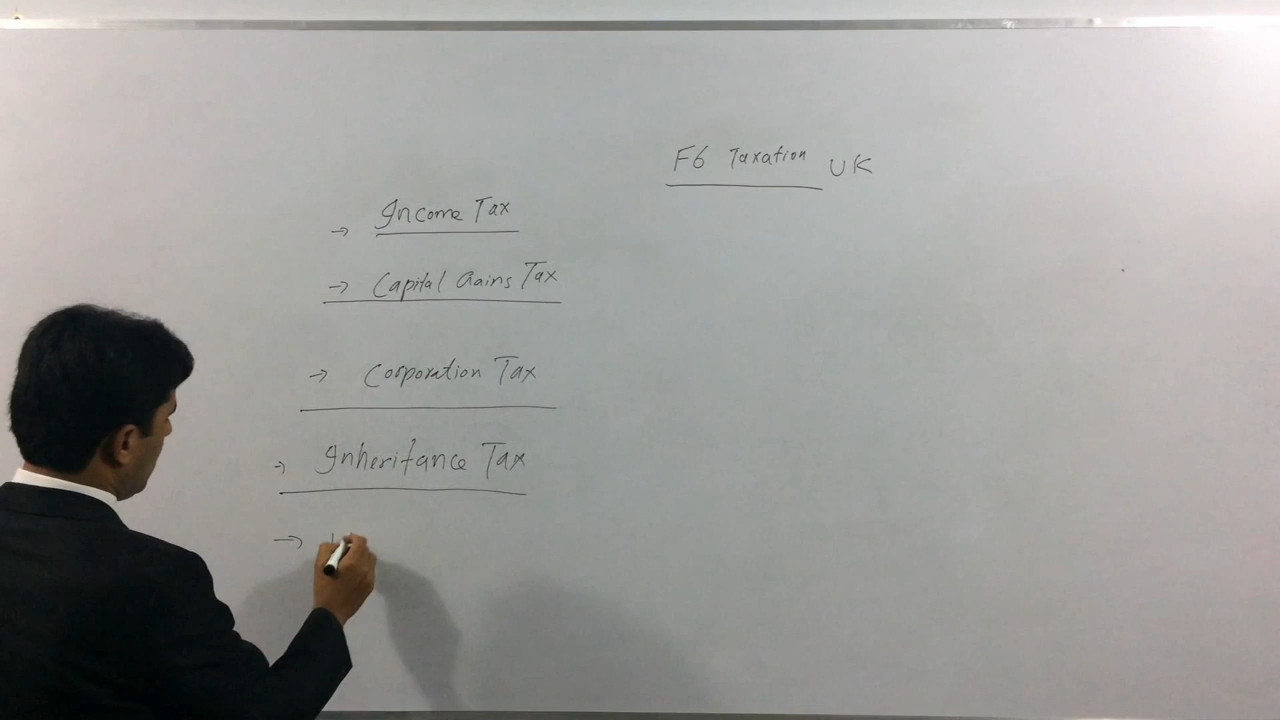 F6 Taxation UK
→ Income Tax
→ Capital Gains Tax
→ Corporation Tax
→ Inheritance Tax
→